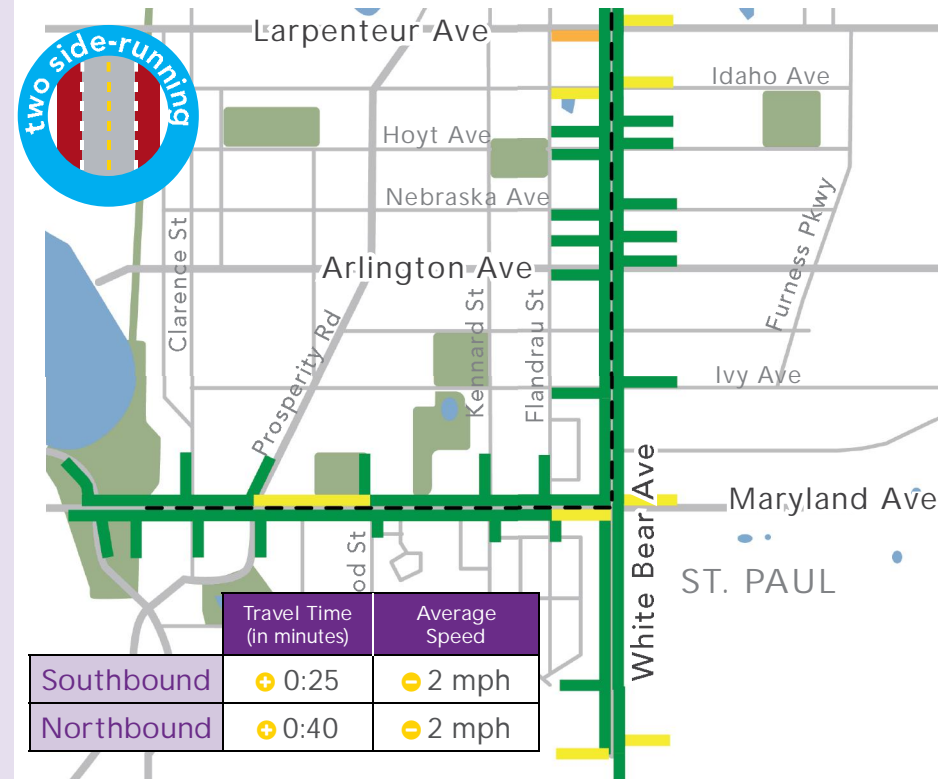 Larpenteur Ave
two side-running
Idaho Ave
Hoyt Ave
Nebraska Ave
Clarence St
Arlington Ave
Furness Pkwy
Prosperity Rd
Kennard St
Flandrau St
Ivy Ave
White Bear Ave
Maryland Ave
od St
ST. PAUL
Travel Time
(in minutes)
Average
Speed
Southbound + 0:25 − 2 mph
Northbound + 0:40 − 2 mph